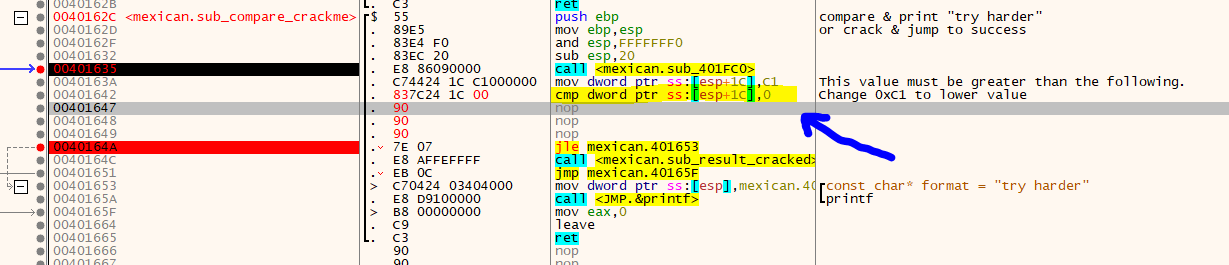 0040162B . C3 ret
0040162C <mexican.sub_compare_crackme> $ 55 push ebp compare & print "try harder"
0040162D . 89E5 mov ebp,esp or crack & jump to success
0040162F . 83E4 F0 and esp,FFFFFFF0
00401632 . 83EC 20 sub esp,20
00401635 . E8 86090000 call <mexican.sub_401FC0>
0040163A . C74424 1C C1000000 mov dword ptr ss:[esp+1C],C1 This value must be greater than the following.
00401642 . 837C24 1C 00 cmp dword ptr ss:[esp+1C],0 Change 0xC1 to lower value
00401647 . 90 nop
00401648 . 90 nop
00401649 . 90 nop
0040164A . 7E 07 jle mexican.401653
0040164C . E8 AFFEFFFF call <mexican.sub_result_cracked>
00401651 . EB 0C jmp mexican.40165F
00401653 > C70424 03404000 mov dword ptr ss:[esp],mexican.40 const char* format = "try harder"
0040165A . E8 D9100000 call <JMP.&printf> printf
0040165F > B8 00000000 mov eax,0
00401664 . C9 leave
00401665 . C3 ret
00401666 90 nop
00401667 90 nop